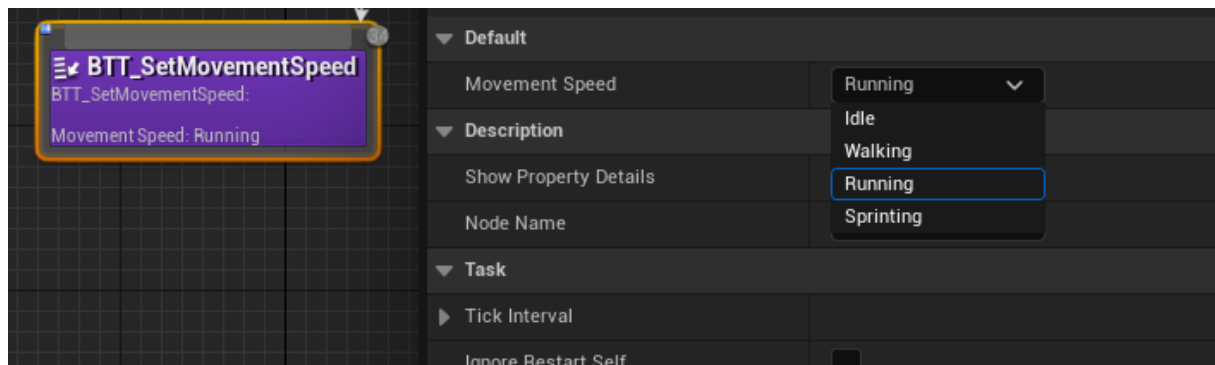 34
BTT_SetMovementSpeed
BTT_SetMovementSpeed:
Movement Speed: Running
Default
Movement Speed
Running
Idle
Walking
Running
Sprinting
Description
Show Property Details
Node Name
Task
Tick Interval
Ignore Restart Self